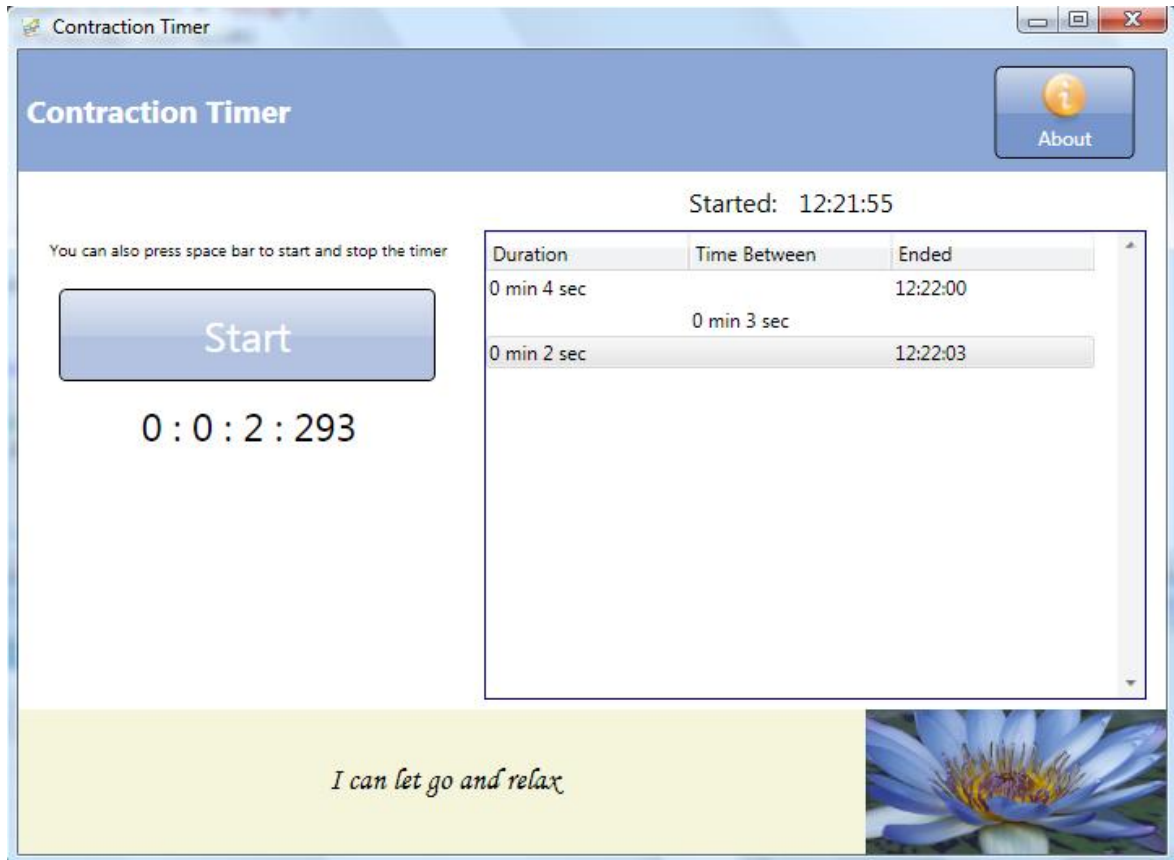 Contraction Timer
Contraction Timer
About
Started: 12:21:55
You can also press space bar to start and stop the timer
Start
0 : 0 : 2 : 293
Duration Time Between Ended
0 min 4 sec 12:22:00
0 min 3 sec
0 min 2 sec 12:22:03
I can let go and relax